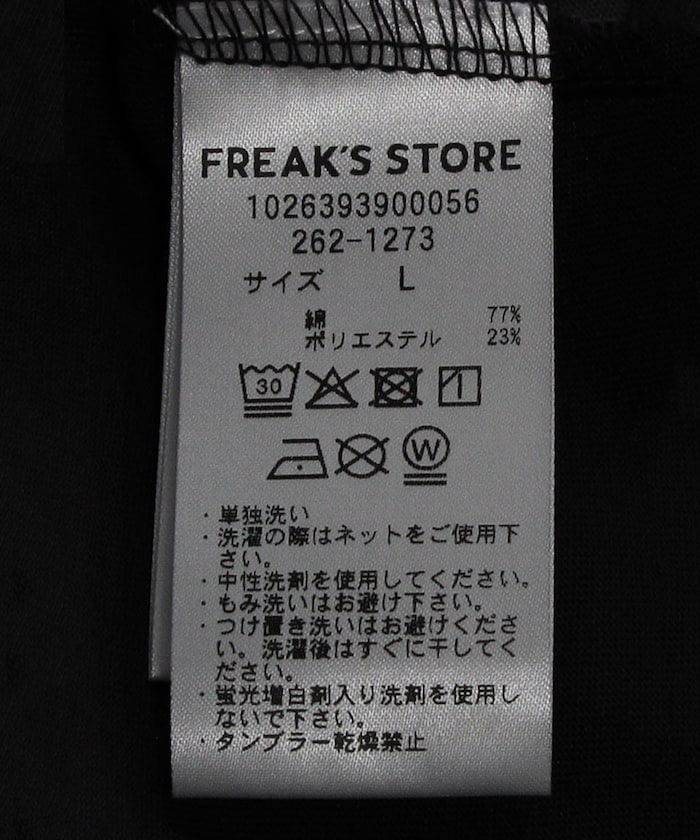 FREAK'S STORE
1026393900056
262-1273
サイズ L
綿 77%
ポリエステル 23%
30
W
・単独洗い
・洗濯の際はネットをご使用下
さい。
・中性洗剤を使用してください。
・もみ洗いはお避け下さい。
・つけ置き洗いはお避けくださ
い。洗濯後はすぐに干してく
ださい。
・蛍光増白剤入り洗剤を使用し
ないで下さい。
・タンブラー乾燥禁止